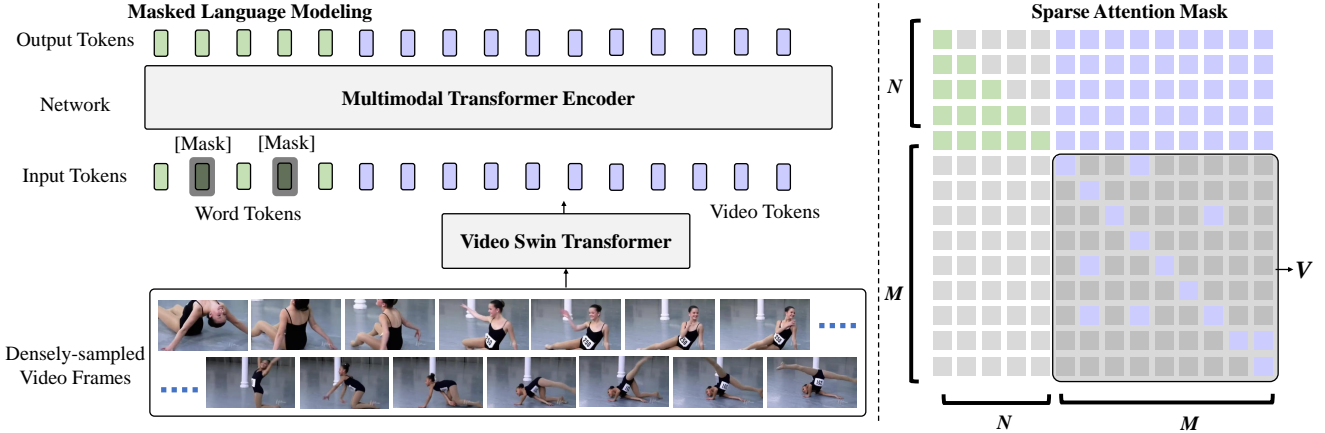 Masked Language Modeling
Output Tokens
Network
Multimodal Transformer Encoder
[Mask]
[Mask]
Input Tokens
Word Tokens
Video Tokens
Video Swin Transformer
Densely-sampled
Video Frames
Sparse Attention Mask
N
M
V
N
M